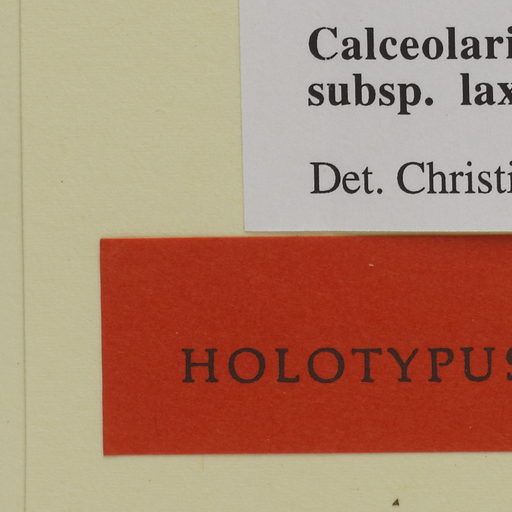 Calceolari
subsp. lax
Det. Christi
HOLOTYPUS